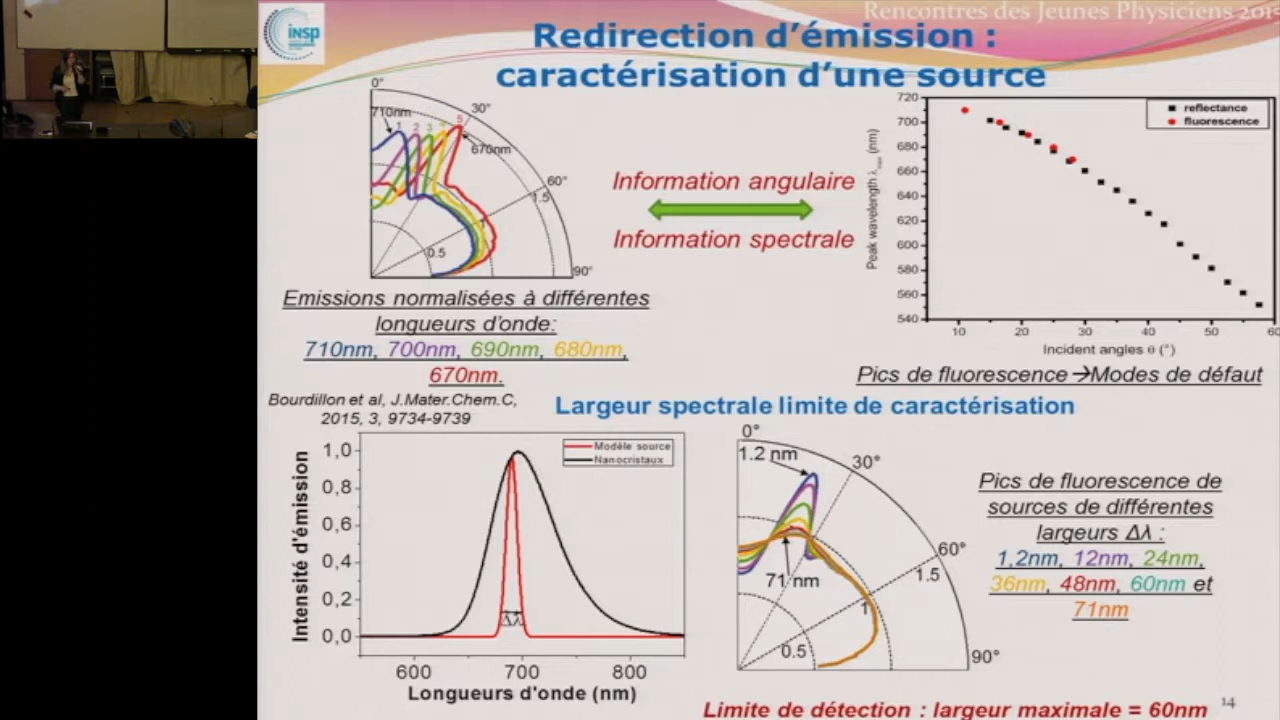 Rencontres des Jeunes Physiciens 2015
insp
Redirection d'émission :
caractérisation d'une source
0°
710nm
1
2
3
4
5
30°
670nm
60°
1.5
1
0.5
90°
Information angulaire
Information spectrale
reflectance
fluorescence
Peak wavelength λ (nm)
720
700
680
660
640
620
600
580
560
540
10
20
30
40
50
60
Incident angles θ (°)
Emissions normalisées à différentes
longueurs d'onde:
710nm, 700nm, 690nm, 680nm,
670nm.
Pics de fluorescence→Modes de défaut
Bourdillon et al, J.Mater.Chem.C,
2015, 3, 9734-9739
Largeur spectrale limite de caractérisation
Intensité d'émission
1,0
0,8
0,6
0,4
0,2
0,0
Modèle source
Nanocristaux
Δλ
600
700
800
Longueurs d'onde (nm)
0°
1.2 nm
30°
60°
1.5
71 nm
1
0.5
90°
Pics de fluorescence de
sources de différentes
largeurs Δλ :
1,2nm, 12nm, 24nm,
36nm, 48nm, 60nm et
71nm
Limite de détection : largeur maximale = 60nm
14